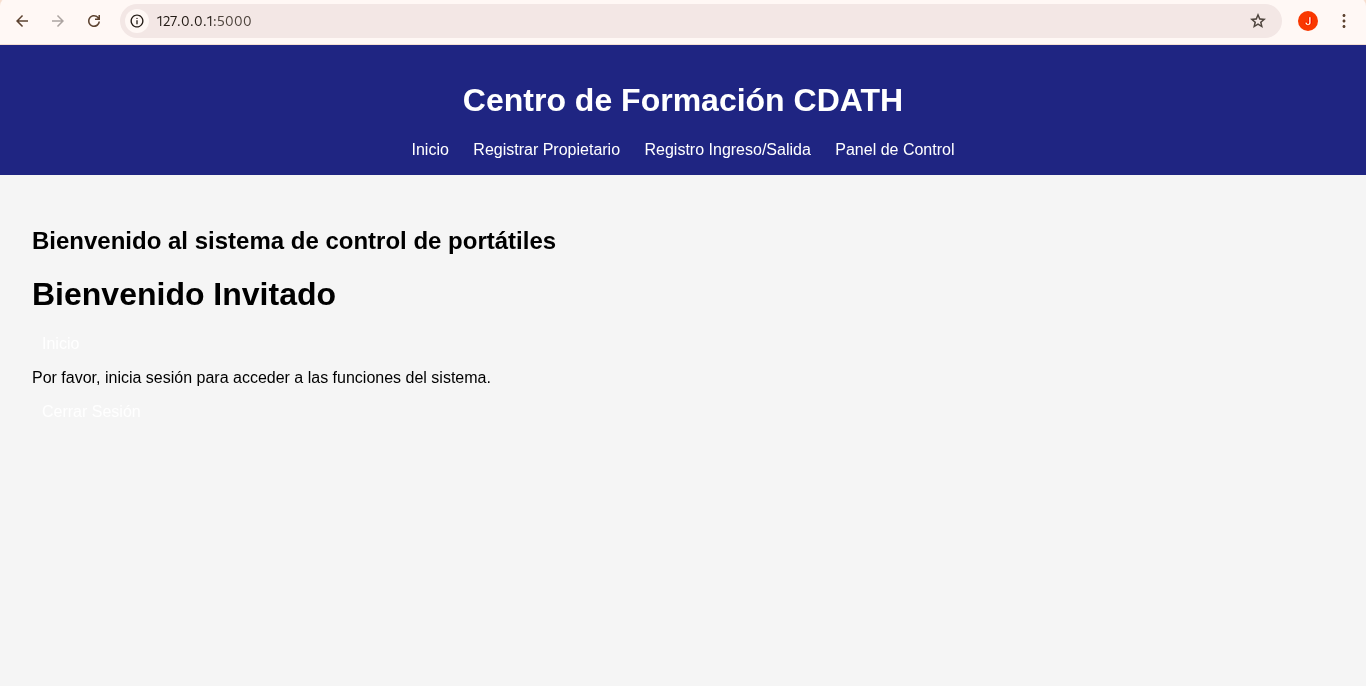 127.0.0.1:5000
J
Centro de Formación CDATH
Inicio Registrar Propietario Registro Ingreso/Salida Panel de Control
Bienvenido al sistema de control de portátiles
Bienvenido Invitado
Inicio
Por favor, inicia sesión para acceder a las funciones del sistema.
Cerrar Sesión